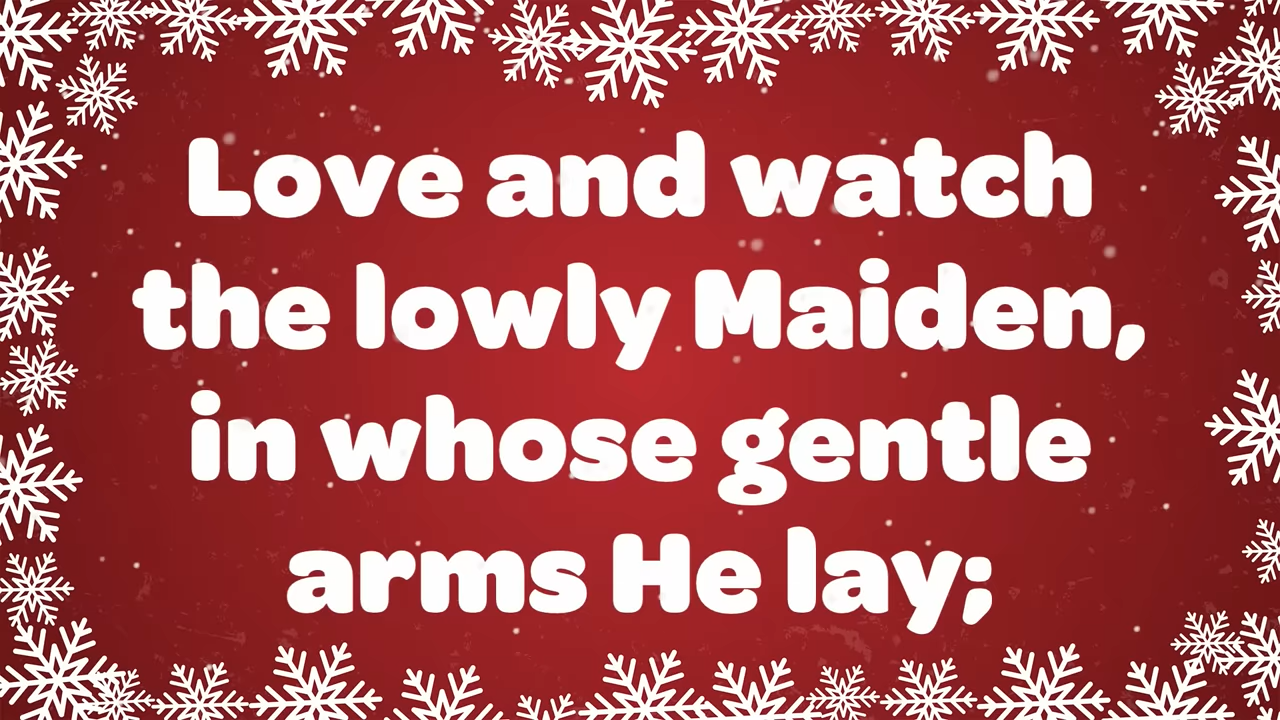 Love and watch
the lowly Maiden,
in whose gentle
arms He lay;